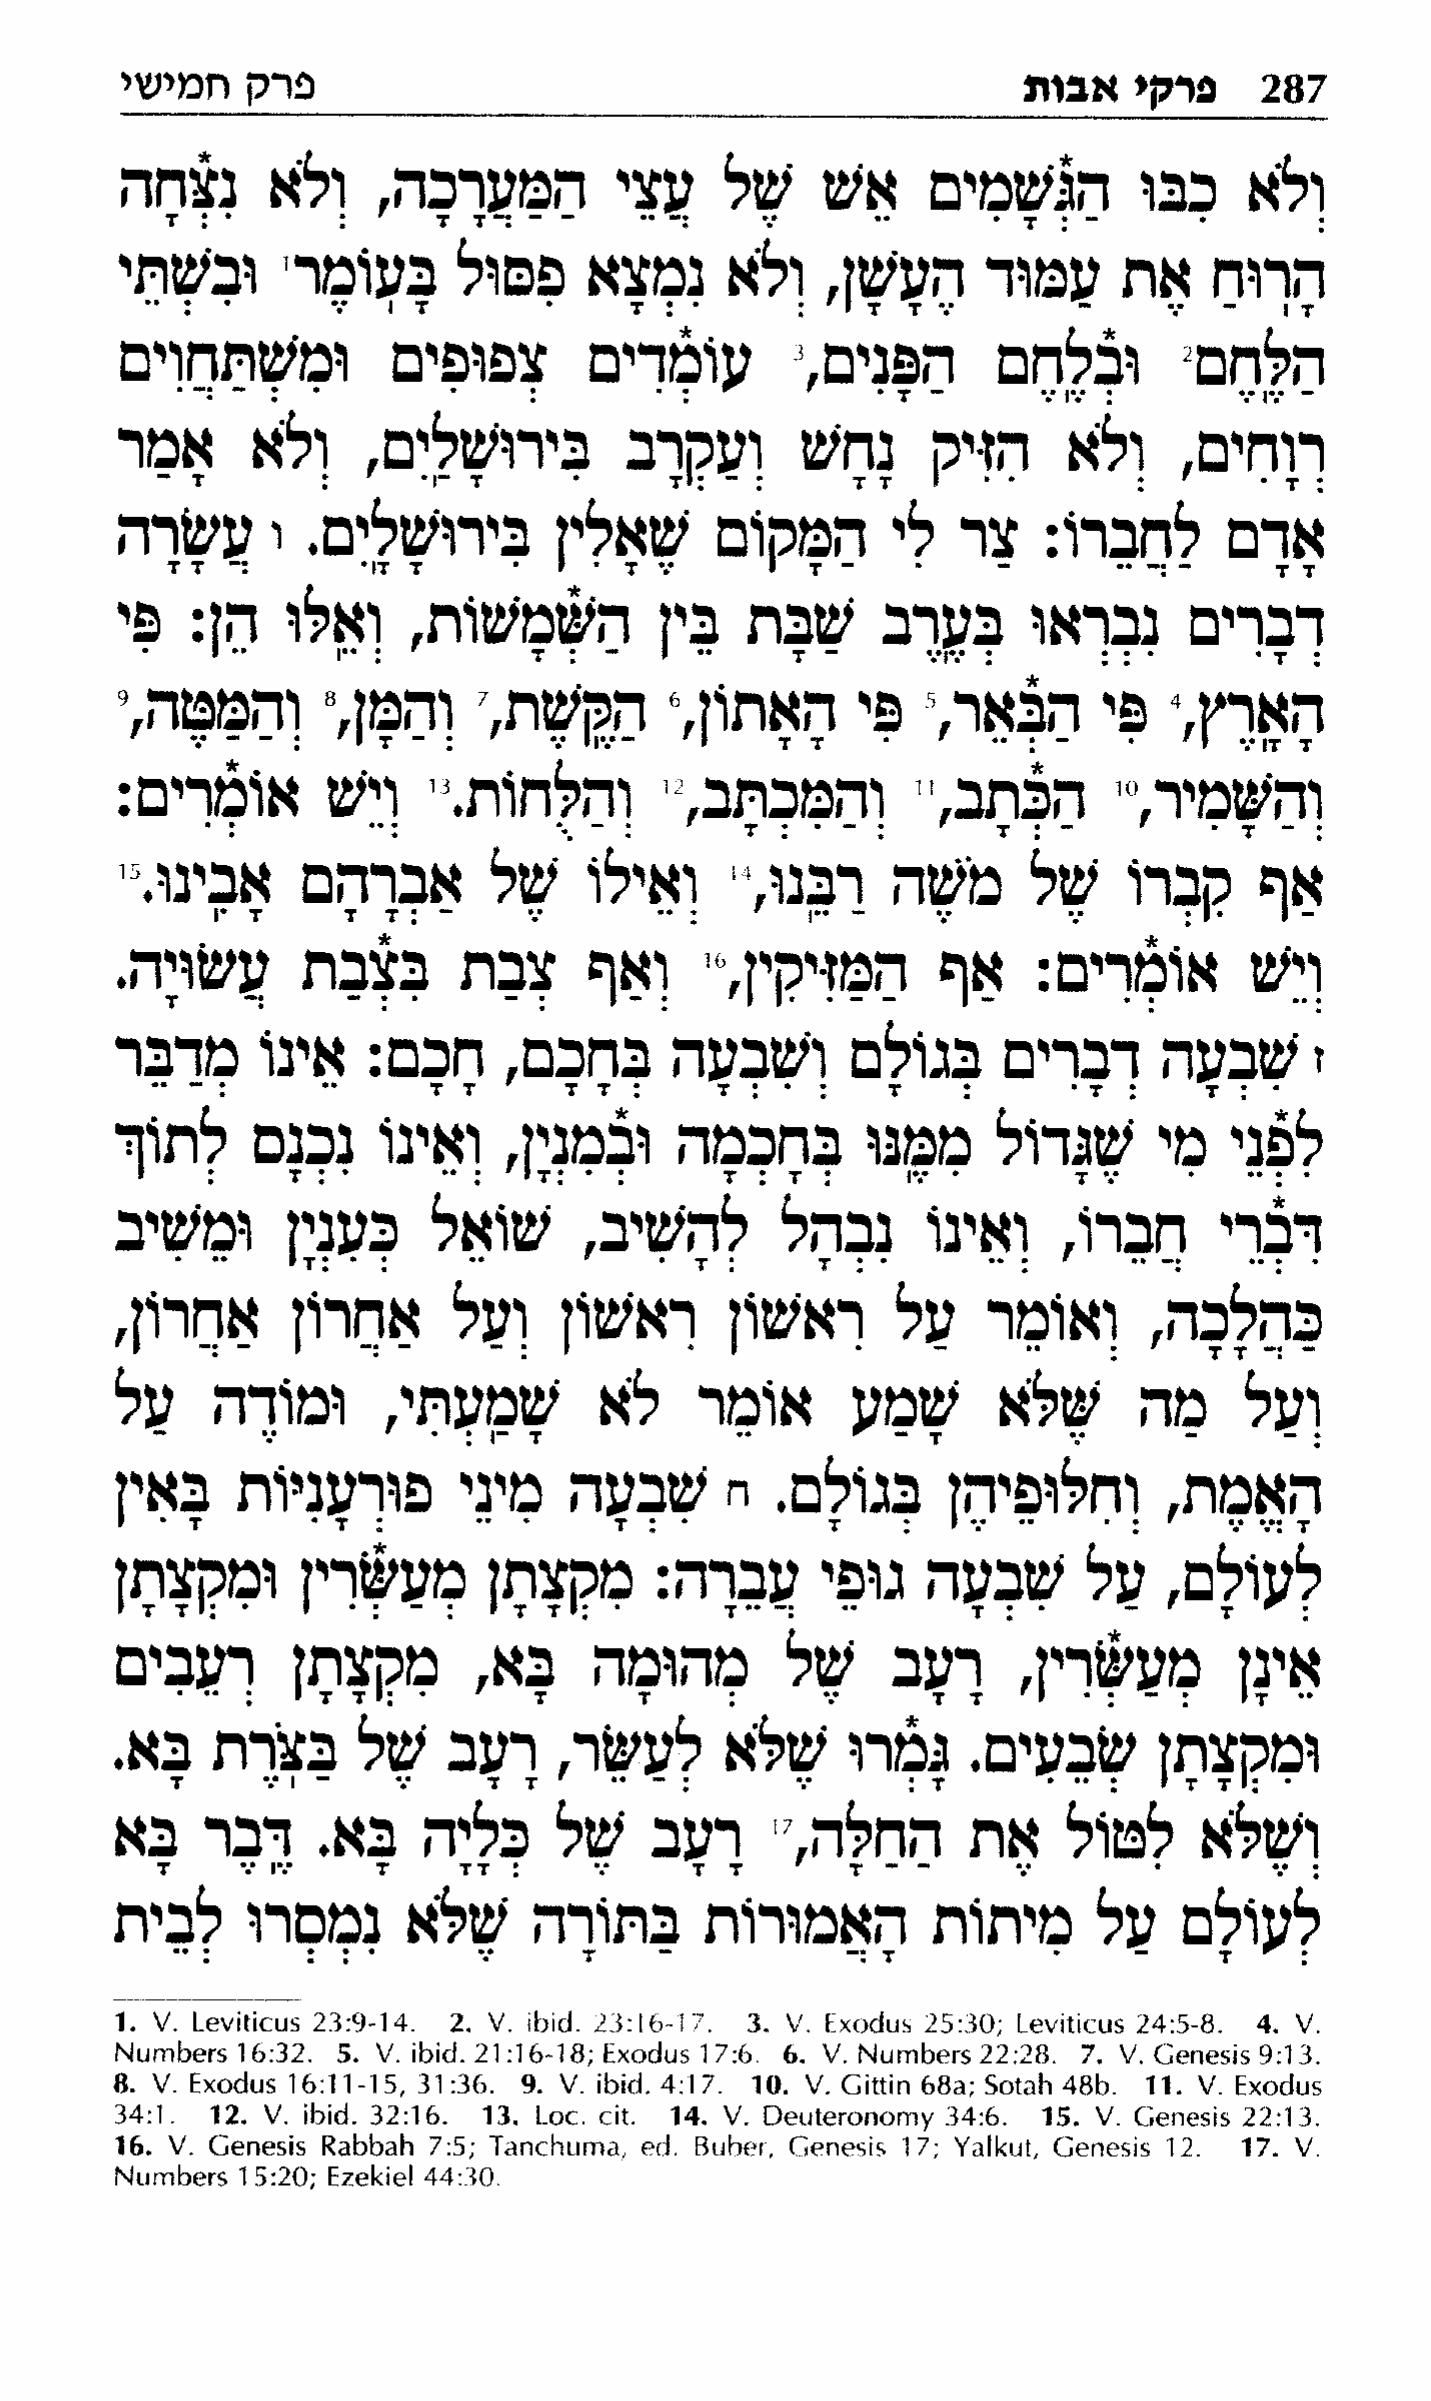 287 פרקי אבות פרק חמישי
וְלֹא כִבּוּ הַגְּֿשָׁמִים אֵשׁ שֶׁל עֲצֵי הַמַּעֲרָכָה, וְלֹא נִצְּֿחָה
הָרֽוּחַ אֶת עַמּוּד הֶעָשָׁן, וְלֹא נִמְצָא פִּסּוּל בָּעֽוֹמֶר¹ וּבִשְׁתֵּי
הַלֶּֽחֶם² וּבְֿלֶֽחֶם הַפָּנִים,³ עוֹמְֿדִים צְפוּפִים וּמִשְׁתַּחֲוִים
רְוָחִים, וְלֹא הִזִּיק נָחָשׁ וְעַקְרָב בִּירוּשָׁלַֽיִם, וְלֹא אָמַר
אָדָם לַחֲבֵרוֹ: צַר לִי הַמָּקוֹם שֶׁאָלִין בִּירוּשָׁלָֽיִם. ו עֲשָׂרָה
דְבָרִים נִבְרְאוּ בְּעֶֽרֶב שַׁבָּת בֵּין הַשְּֿׁמָשׁוֹת, וְאֵֽלּוּ הֵן: פִּי
הָאָֽרֶץ,⁴ פִּי הַבְּֿאֵר,⁵ פִּי הָאָתוֹן,⁶ הַקֶּֽשֶׁת,⁷ וְהַמָּן,⁸ וְהַמַּטֶּה,⁹
וְהַשָּׁמִיר,¹⁰ הַכְּֿתָב,¹¹ וְהַמִּכְתָּב,¹² וְהַלֻּחוֹת.¹³ וְיֵשׁ אוֹמְֿרִים:
אַף קִבְרוֹ שֶׁל מֹשֶׁה רַבֵּֽנוּ,¹⁴ וְאֵילוֹ שֶׁל אַבְרָהָם אָבִֽינוּ.¹⁵
וְיֵשׁ אוֹמְֿרִים: אַף הַמַּזִּיקִין,¹⁶ וְאַף צְבַת בִּצְֿבַת עֲשׂוּיָה.
ז שִׁבְעָה דְבָרִים בְּגוֹלָם וְשִׁבְעָה בְּחָכָם, חָכָם: אֵינוֹ מְדַבֵּר
לִפְֿנֵי מִי שֶׁגָּדוֹל מִמֶּֽנּוּ בְּחָכְמָה וּבְֿמִנְיָן, וְאֵינוֹ נִכְנָס לְתוֹךְ
דִּבְֿרֵי חֲבֵרוֹ, וְאֵינוֹ נִבְהָל לְהָשִׁיב, שׁוֹאֵל כְּעִנְיָן וּמֵשִׁיב
כַּהֲלָכָה, וְאוֹמֵר עַל רִאשׁוֹן רִאשׁוֹן וְעַל אַחֲרוֹן אַחֲרוֹן,
וְעַל מַה שֶּׁלֹּא שָׁמַע אוֹמֵר לֹא שָׁמַֽעְתִּי, וּמוֹדֶה עַל
הָאֱמֶת, וְחִלּוּפֵיהֶן בְּגוֹלָם. ח שִׁבְעָה מִינֵי פוּרְעָנִיּוֹת בָּאִין
לְעוֹלָם, עַל שִׁבְעָה גוּפֵי עֲבֵרָה: מִקְצָתָן מְעַשְּֿׂרִין וּמִקְצָתָן
אֵינָן מְעַשְּֿׂרִין, רָעָב שֶׁל מְהוּמָה בָּא, מִקְצָתָן רְעֵבִים
וּמִקְצָתָן שְׂבֵעִים. גָּמְֿרוּ שֶׁלֹּא לְעַשֵּׂר, רָעָב שֶׁל בַּצֹּֽרֶת בָּא.
וְשֶׁלֹּא לִטּוֹל אֶת הַחַלָּה,¹⁷ רָעָב שֶׁל כְּלָיָה בָּא. דֶּֽבֶר בָּא
לְעוֹלָם עַל מִיתוֹת הָאֲמוּרוֹת בַּתּוֹרָה שֶׁלֹּא נִמְסְרוּ לְבֵית
1. V. Leviticus 23:9-14. 2. V. ibid. 23:16-17. 3. V. Exodus 25:30; Leviticus 24:5-8. 4. V.
Numbers 16:32. 5. V. ibid. 21:16-18; Exodus 17:6. 6. V. Numbers 22:28. 7. V. Genesis 9:13.
8. V. Exodus 16:11-15, 31:36. 9. V. ibid. 4:17. 10. V. Gittin 68a; Sotah 48b. 11. V. Exodus
34:1. 12. V. ibid. 32:16. 13. Loc. cit. 14. V. Deuteronomy 34:6. 15. V. Genesis 22:13.
16. V. Genesis Rabbah 7:5; Tanchuma, ed. Buber, Genesis 17; Yalkut, Genesis 12. 17. V.
Numbers 15:20; Ezekiel 44:30.